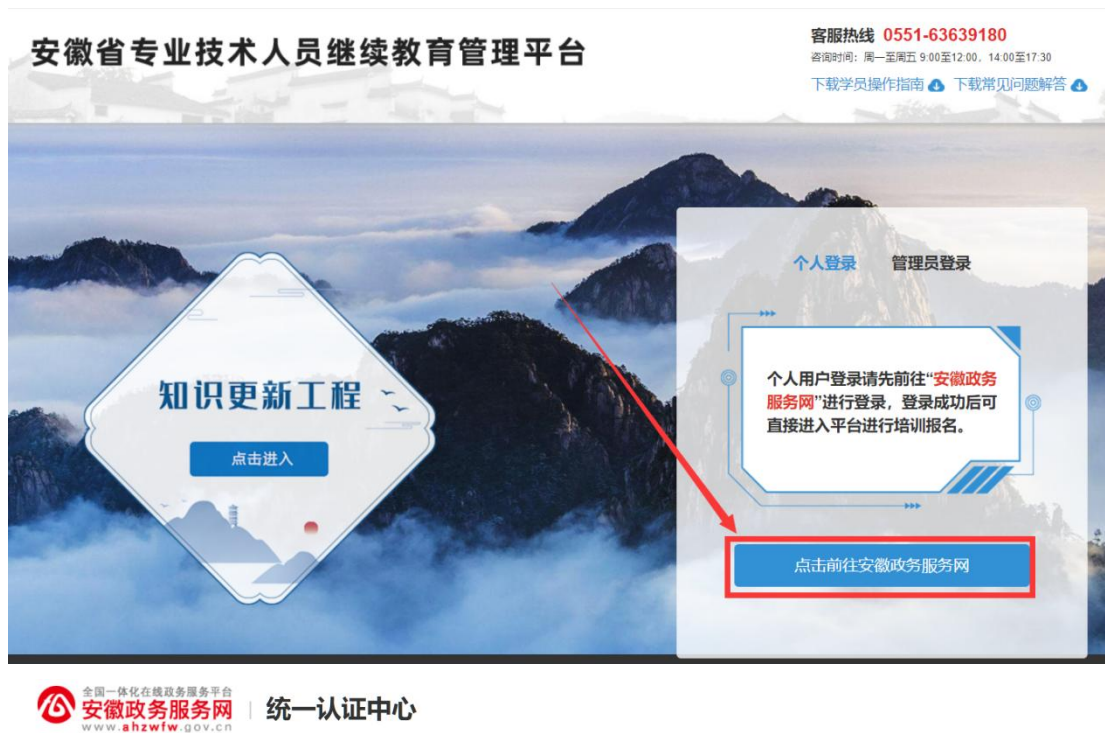 安徽省专业技术人员继续教育管理平台
客服热线 0551-63639180
咨询时间：周一至周五 9:00至12:00，14:00至17:30
下载学员操作指南 下载常见问题解答
个人登录 管理员登录
知识更新工程
点击进入
个人用户登录请先前往“安徽政务
服务网”进行登录，登录成功后可
直接进入平台进行培训报名。
点击前往安徽政务服务网
全国一体化在线政务服务平台
安徽政务服务网
www.ahzwfw.gov.cn
统一认证中心